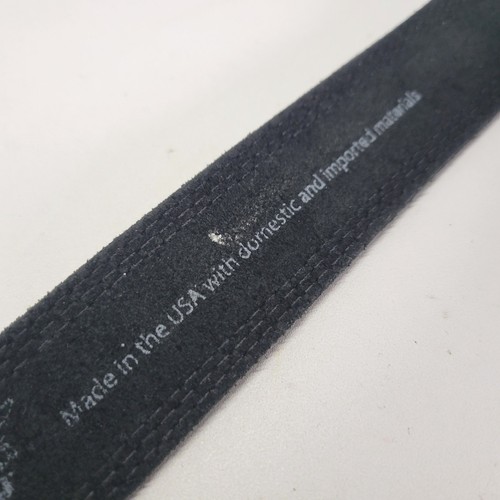 Made in the USA with domestic and imported materials